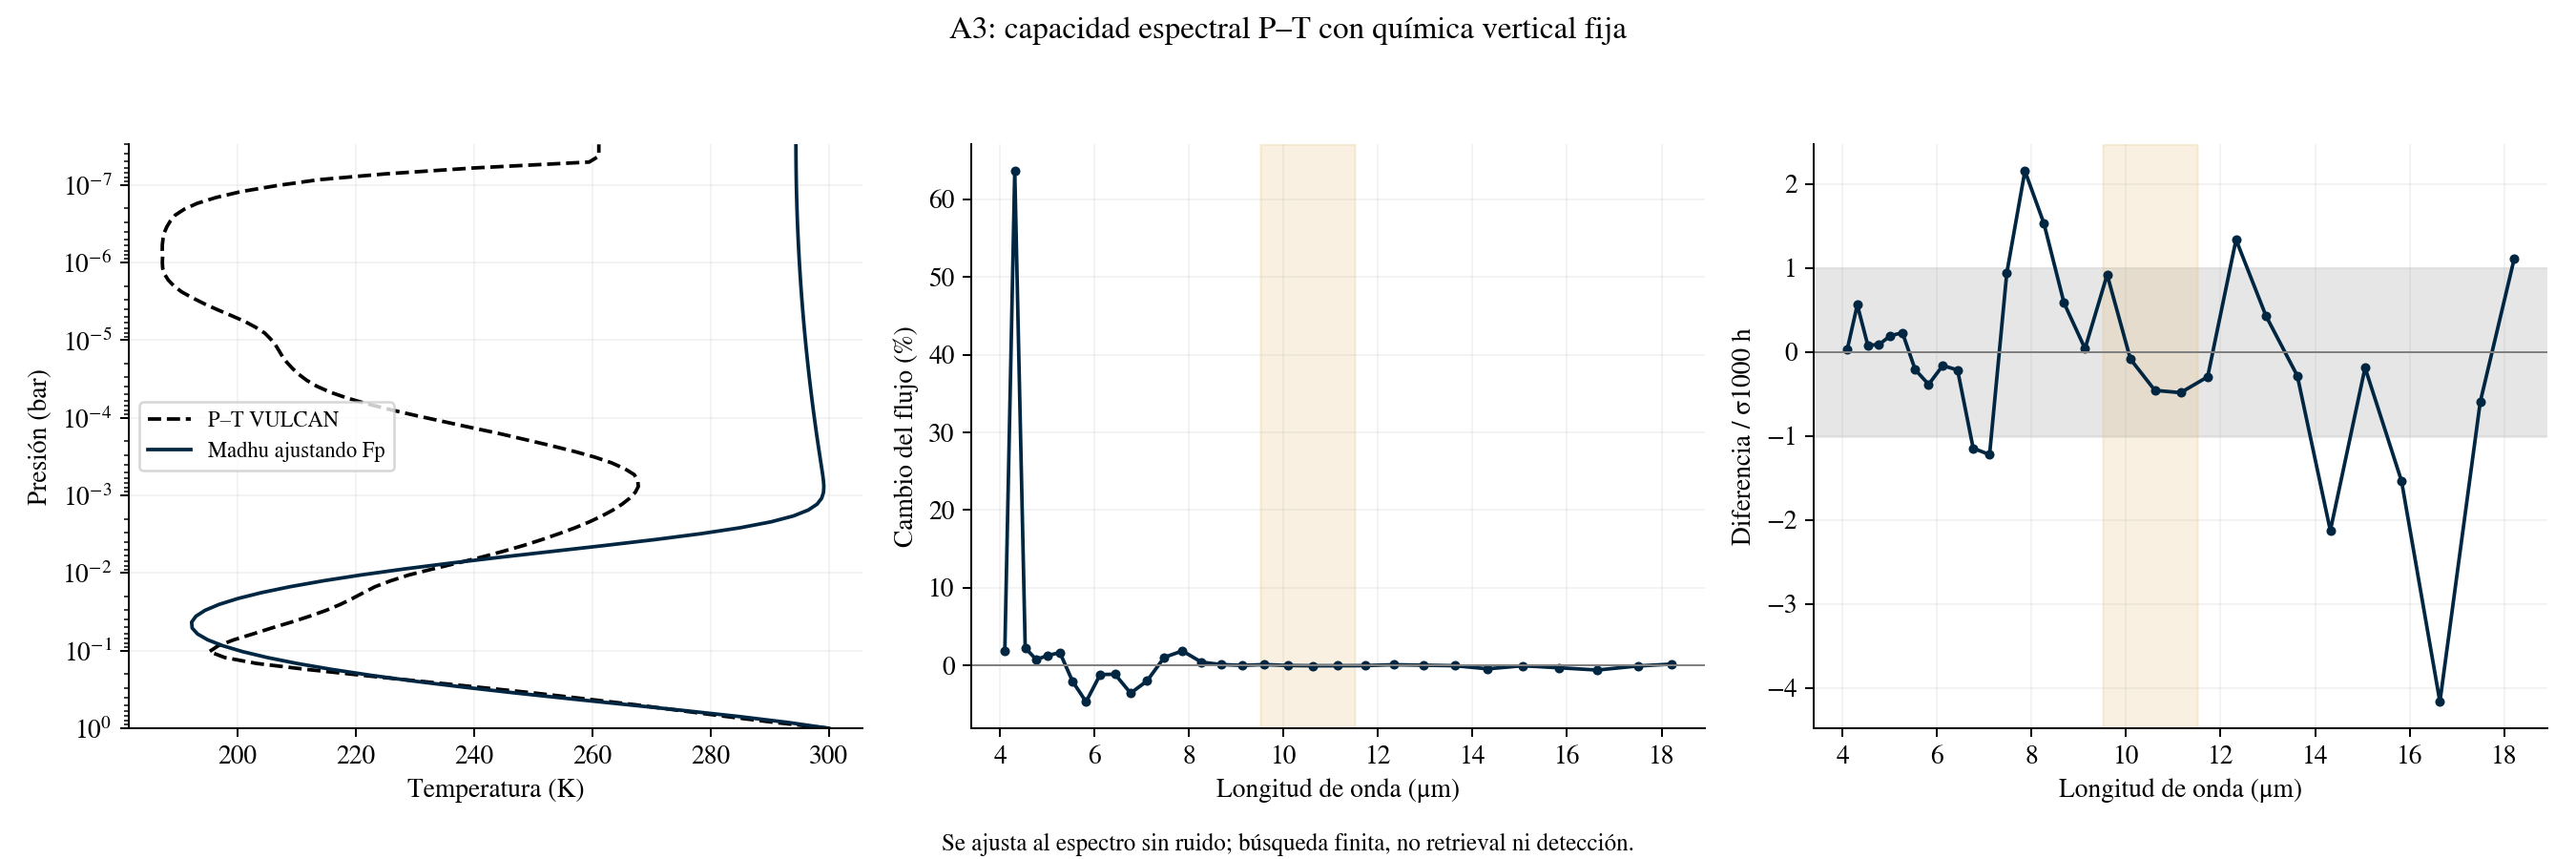 A3: capacidad espectral P–T con química vertical fija
Presión (bar)
10⁻⁷
10⁻⁶
10⁻⁵
10⁻⁴
10⁻³
10⁻²
10⁻¹
10⁰
P–T VULCAN
Madhu ajustando Fp
200 220 240 260 280 300
Temperatura (K)
Cambio del flujo (%)
60
50
40
30
20
10
0
4 6 8 10 12 14 16 18
Longitud de onda (µm)
Diferencia / σ1000 h
2
1
0
−1
−2
−3
−4
4 6 8 10 12 14 16 18
Longitud de onda (µm)
Se ajusta al espectro sin ruido; búsqueda finita, no retrieval ni detección.